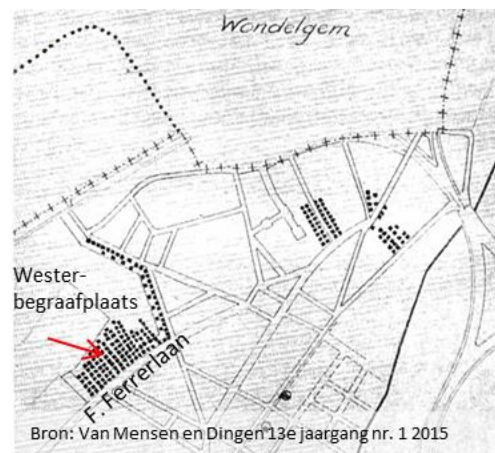 Wondelgem
Wester-
begraafplaats
F. Ferrerlaan
Bron: Van Mensen en Dingen 13e jaargang nr. 1 2015